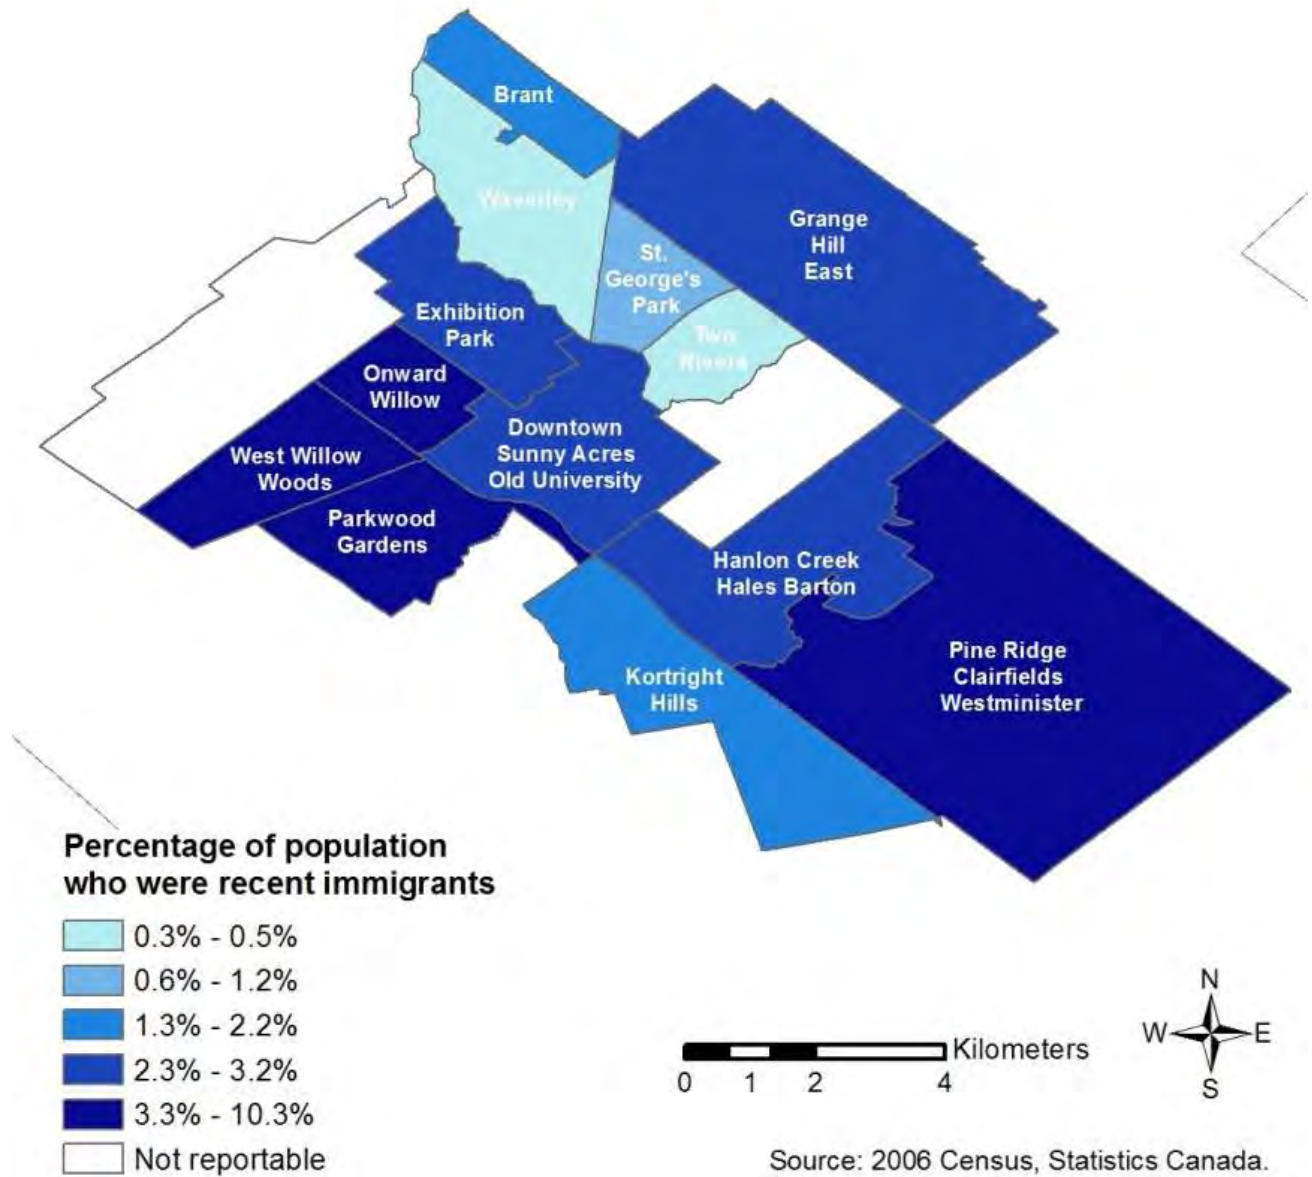 Brant
Waverley
Grange
Hill
East
St.
George's
Park
Exhibition
Park
Two
Rivers
Onward
Willow
Downtown
Sunny Acres
Old University
West Willow
Woods
Parkwood
Gardens
Hanlon Creek
Hales Barton
Pine Ridge
Clairfields
Westminister
Kortright
Hills
Percentage of population
who were recent immigrants
0.3% - 0.5%
0.6% - 1.2%
1.3% - 2.2%
2.3% - 3.2%
3.3% - 10.3%
Not reportable
Kilometers
0 1 2 4
N
W E
S
Source: 2006 Census, Statistics Canada.